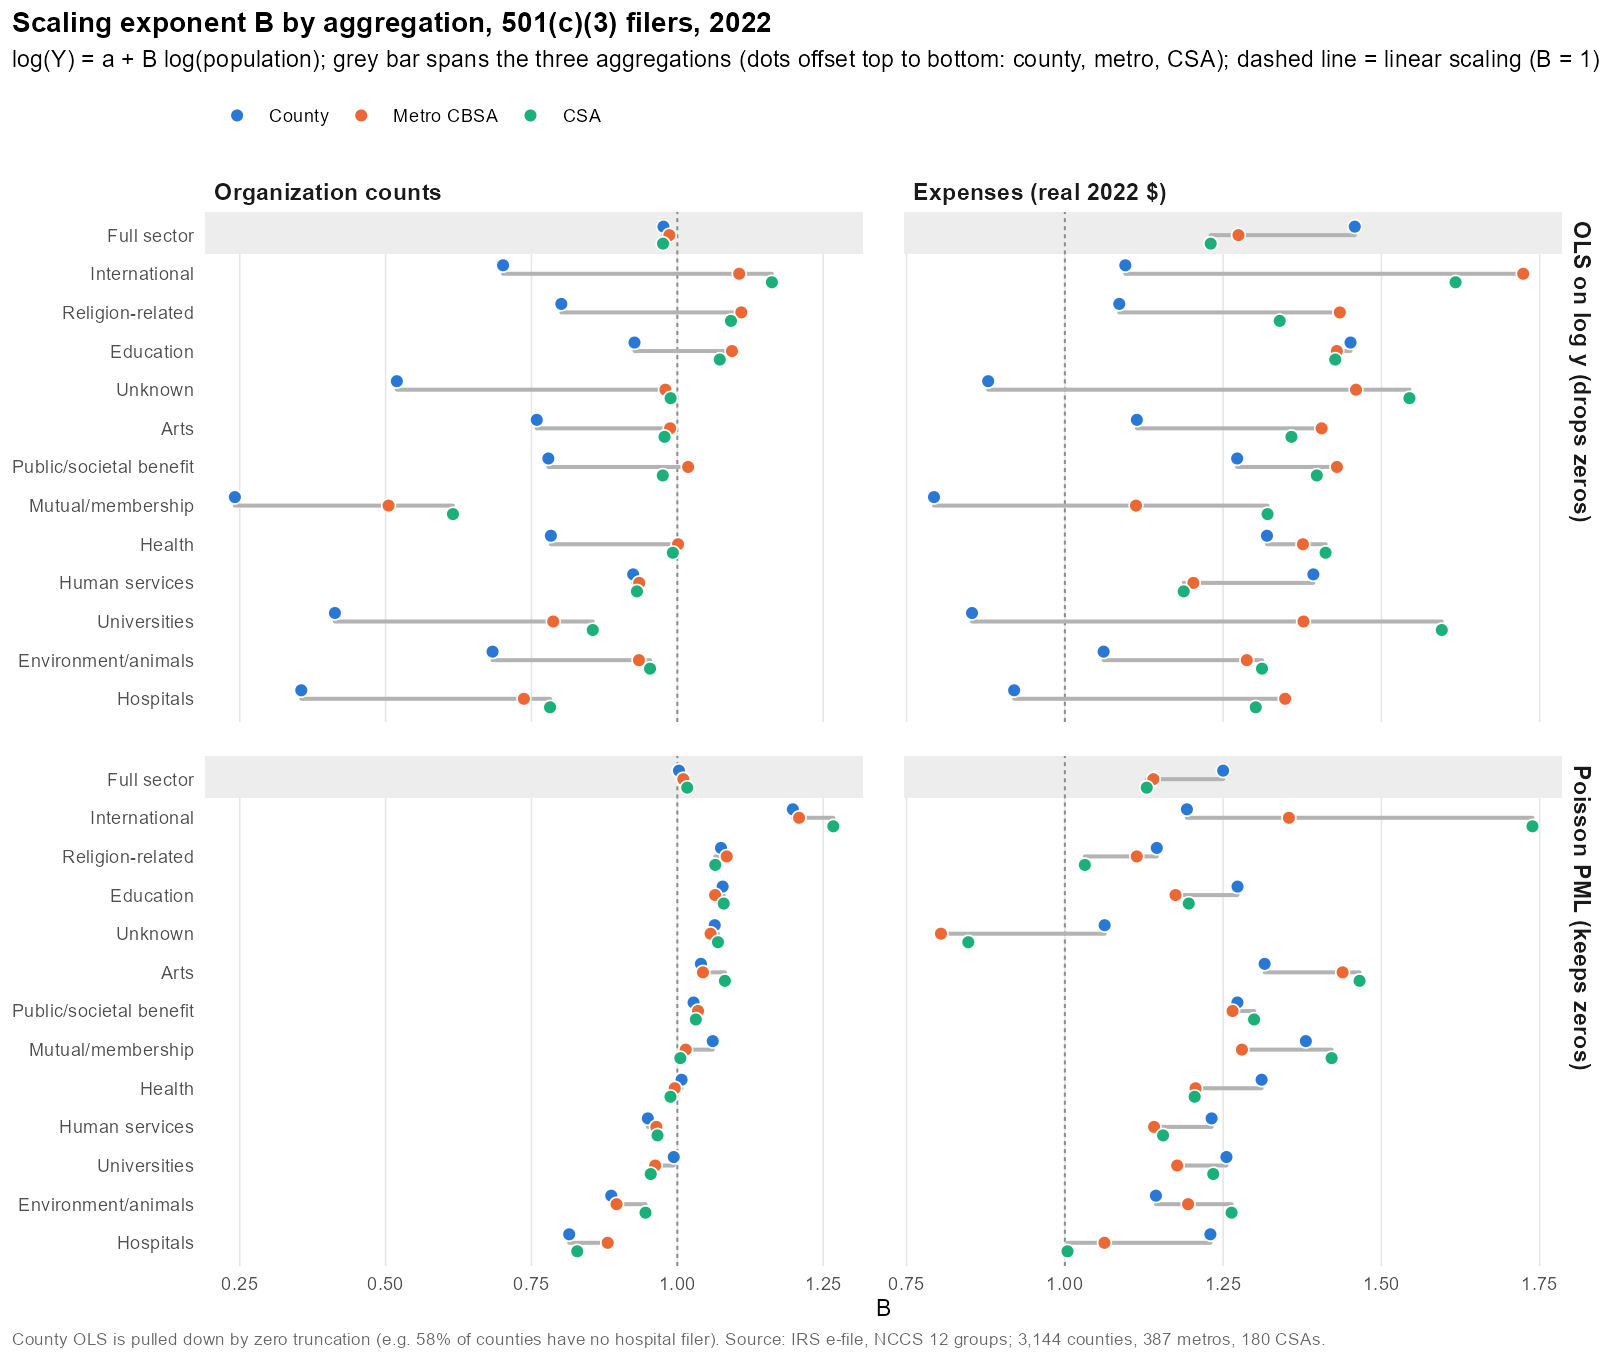 Scaling exponent B by aggregation, 501(c)(3) filers, 2022
log(Y) = a + B log(population); grey bar spans the three aggregations (dots offset top to bottom: county, metro, CSA); dashed line = linear scaling (B = 1)
County Metro CBSA CSA
Organization counts
Expenses (real 2022 $)
Full sector
International
Religion-related
Education
Unknown
Arts
Public/societal benefit
Mutual/membership
Health
Human services
Universities
Environment/animals
Hospitals
OLS on log y (drops zeros)
Full sector
International
Religion-related
Education
Unknown
Arts
Public/societal benefit
Mutual/membership
Health
Human services
Universities
Environment/animals
Hospitals
Poisson PML (keeps zeros)
0.25 0.50 0.75 1.00 1.25
0.75 1.00 1.25 1.50 1.75
B
County OLS is pulled down by zero truncation (e.g. 58% of counties have no hospital filer). Source: IRS e-file, NCCS 12 groups; 3,144 counties, 387 metros, 180 CSAs.